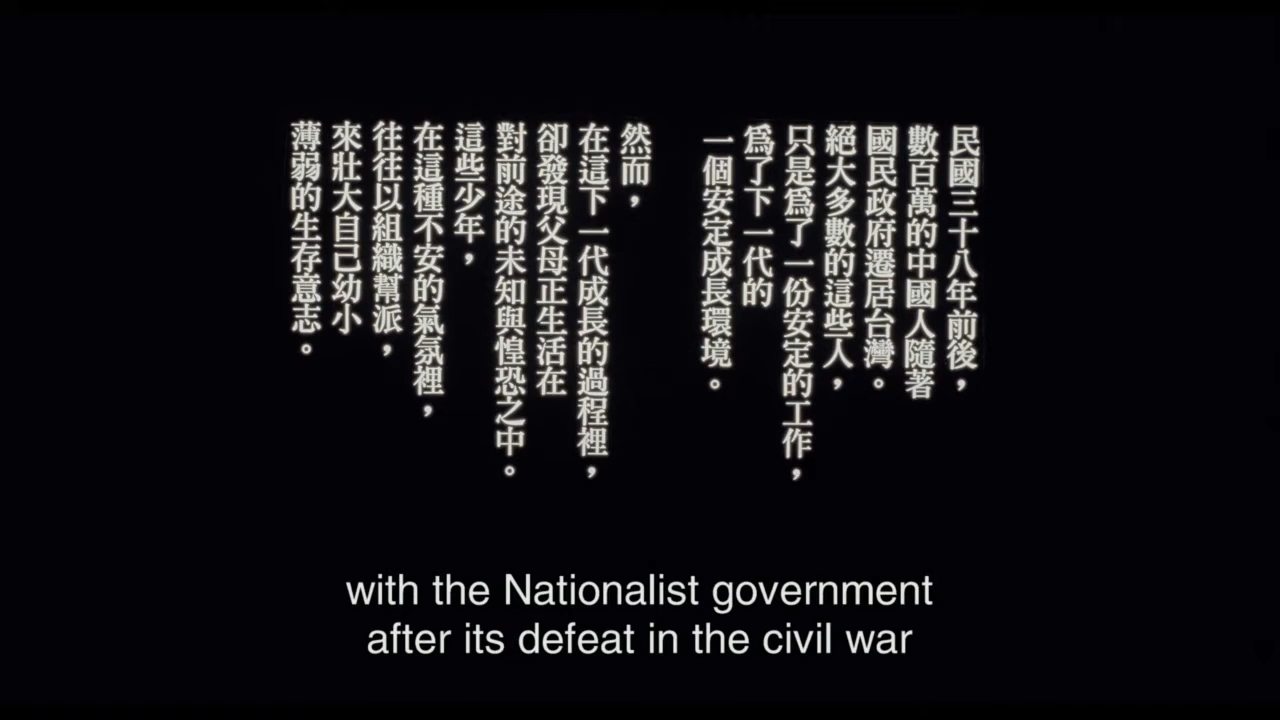 民國三十八年前後，
數百萬的中國人隨著
國民政府遷居台灣。
絕大多數的這些人，
只是爲了一份安定的工作，
爲了下一代的
一個安定成長環境。
然而，
在這下一代成長的過程裡，
卻發現父母正生活在
對前途的未知與惶恐之中。
這些少年，
在這種不安的氣氛裡，
往往以組織幫派，
來壯大自己幼小
薄弱的生存意志。
with the Nationalist government
after its defeat in the civil war